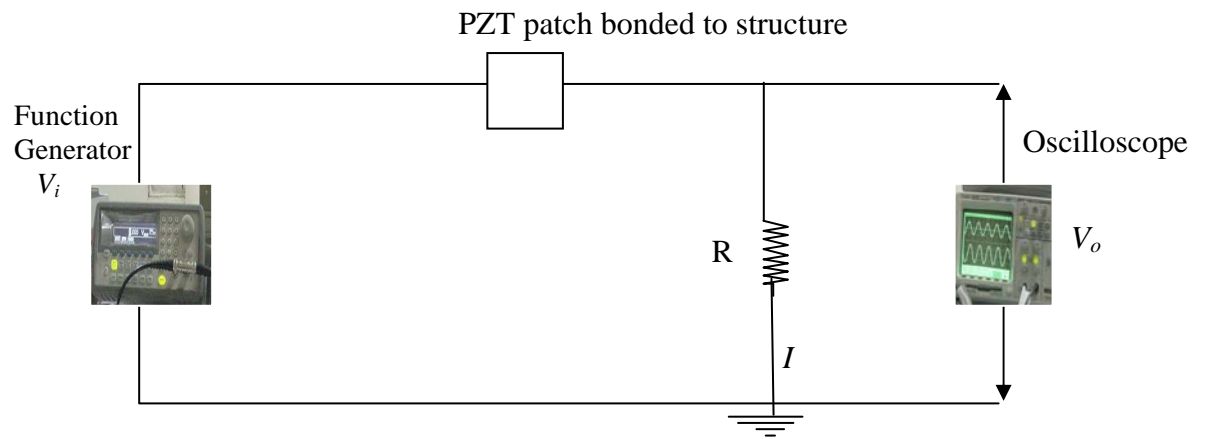 PZT patch bonded to structure
Function
Generator
Vi
Oscilloscope
Vo
R
I